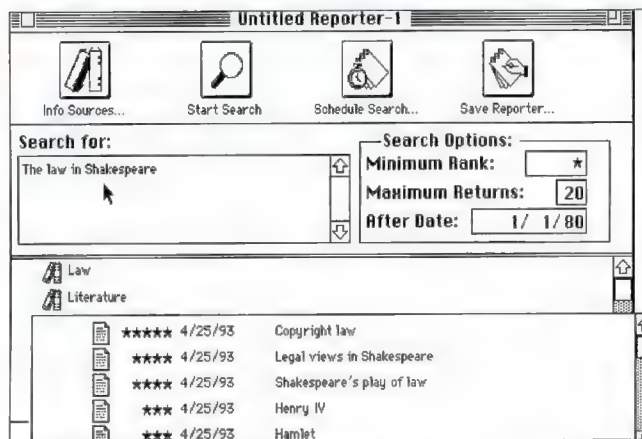 Untitled Reporter-1
Info Sources... Start Search Schedule Search... Save Reporter...
Search for:
The law in Shakespeare
Search Options:
Minimum Rank: ★
Maximum Returns: 20
After Date: 1/ 1/80
Law
Literature
★★★★★ 4/25/93 Copyright law
★★★★ 4/25/93 Legal views in Shakespeare
★★★★ 4/25/93 Shakespeare's play of law
★★★ 4/25/93 Henry IV
★★★ 4/25/93 Hamlet